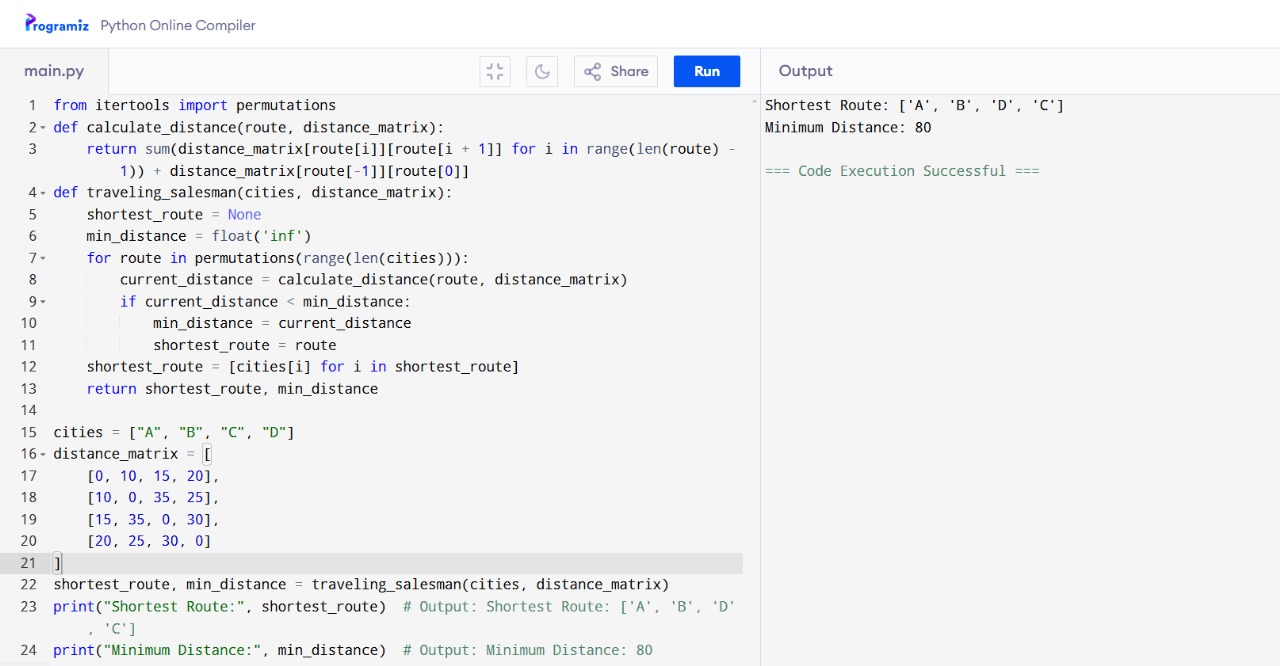 Programiz Python Online Compiler
main.py
Share
Run
Output
1 from itertools import permutations
2 def calculate_distance(route, distance_matrix):
3 return sum(distance_matrix[route[i]][route[i + 1]] for i in range(len(route) -
1)) + distance_matrix[route[-1]][route[0]]
4 def traveling_salesman(cities, distance_matrix):
5 shortest_route = None
6 min_distance = float('inf')
7 for route in permutations(range(len(cities))):
8 current_distance = calculate_distance(route, distance_matrix)
9 if current_distance < min_distance:
10 min_distance = current_distance
11 shortest_route = route
12 shortest_route = [cities[i] for i in shortest_route]
13 return shortest_route, min_distance
14
15 cities = ["A", "B", "C", "D"]
16 distance_matrix = [
17 [0, 10, 15, 20],
18 [10, 0, 35, 25],
19 [15, 35, 0, 30],
20 [20, 25, 30, 0]
21 ]
22 shortest_route, min_distance = traveling_salesman(cities, distance_matrix)
23 print("Shortest Route:", shortest_route) # Output: Shortest Route: ['A', 'B', 'D'
, 'C']
24 print("Minimum Distance:", min_distance) # Output: Minimum Distance: 80
Shortest Route: ['A', 'B', 'D', 'C']
Minimum Distance: 80
=== Code Execution Successful ===